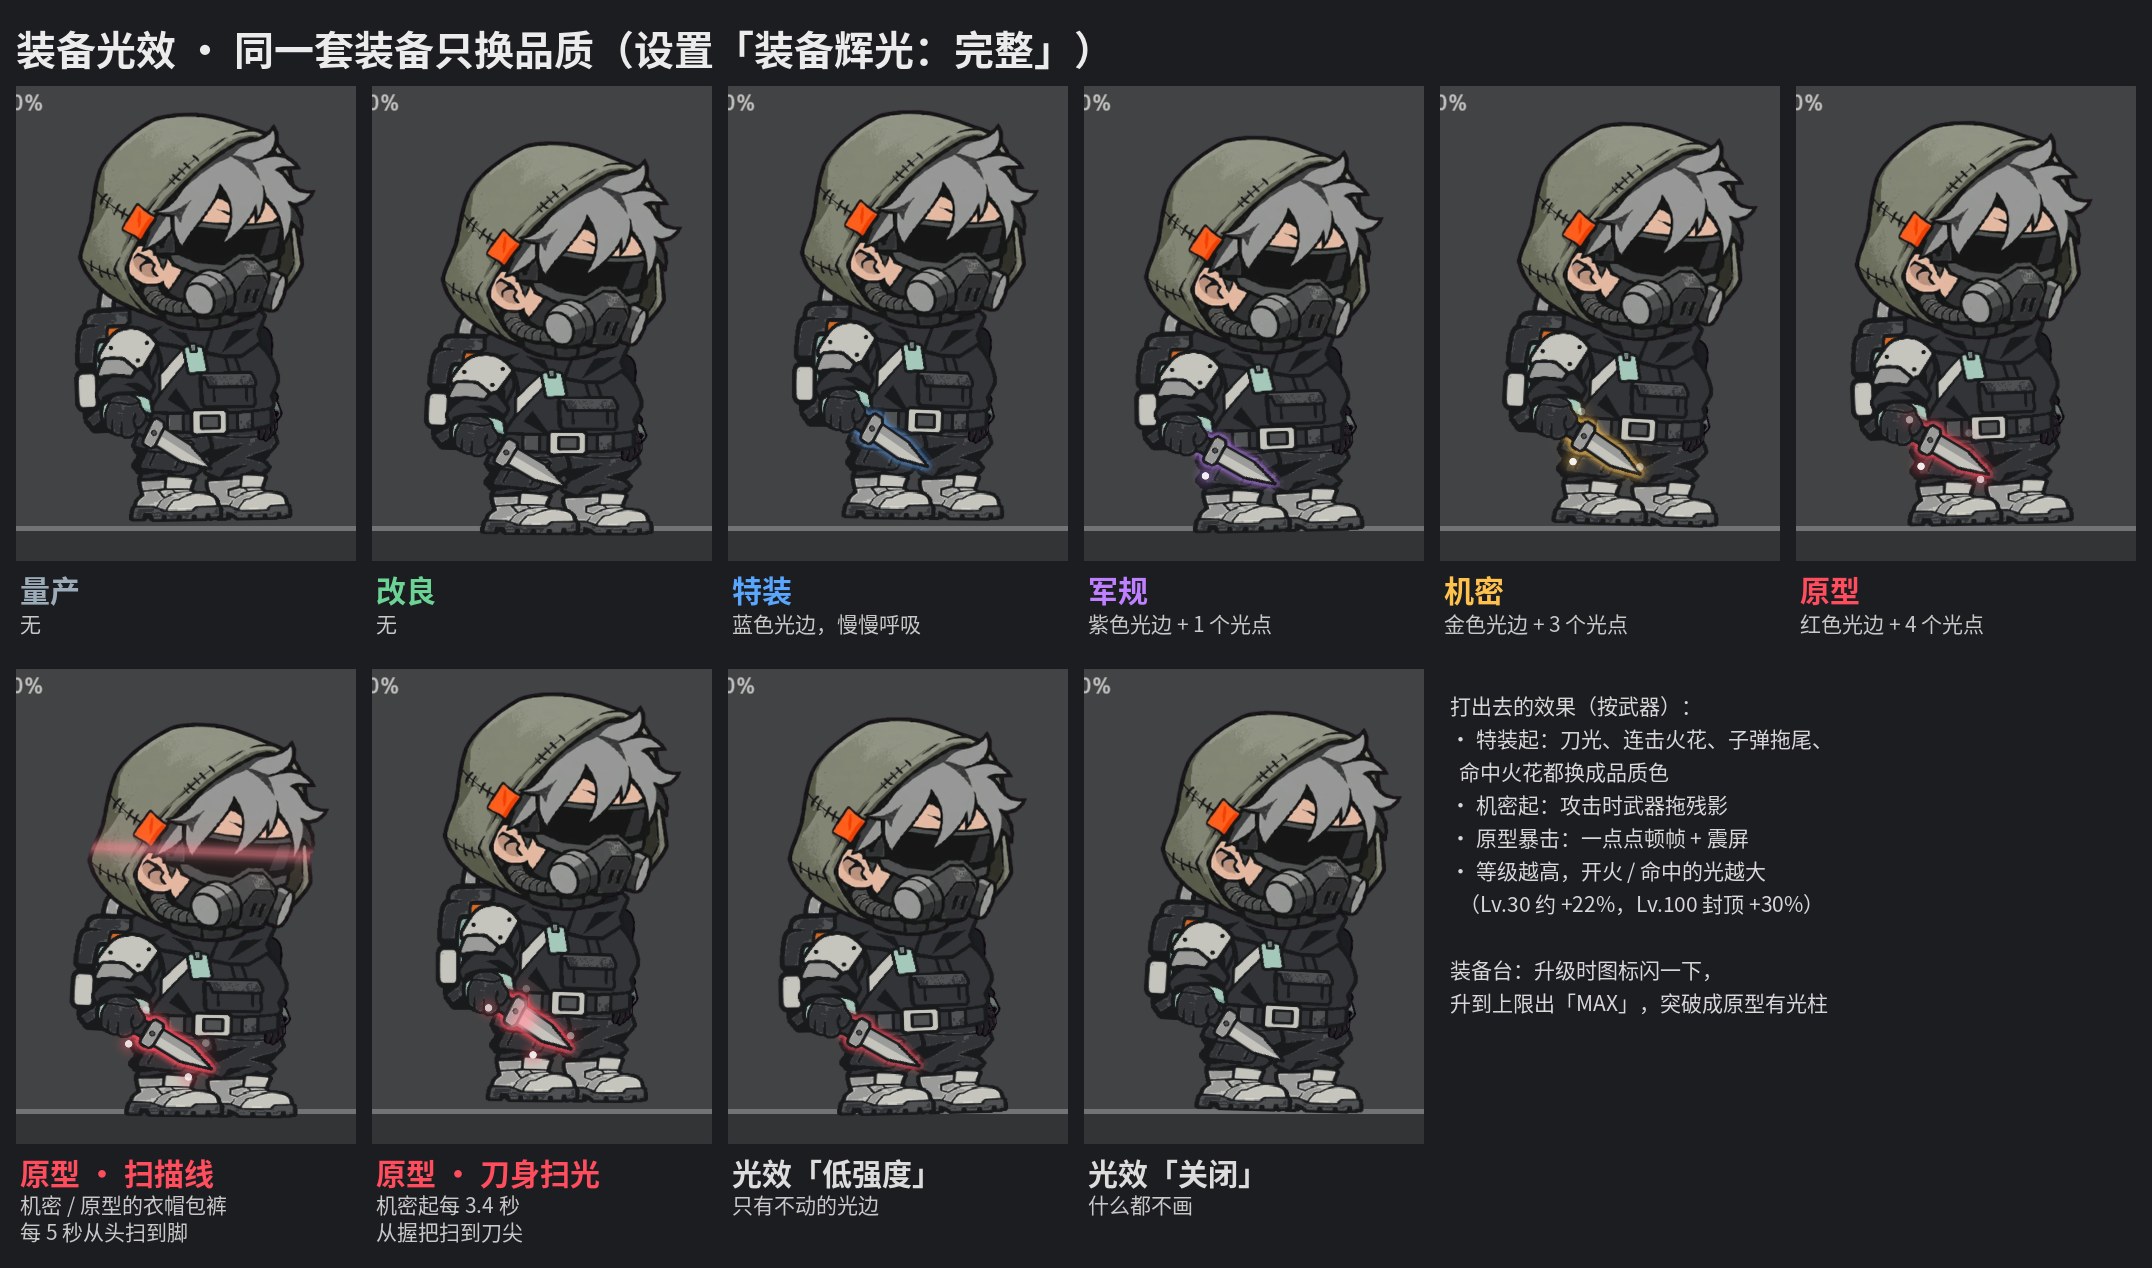 装备光效 · 同一套装备只换品质（设置「装备辉光：完整」）
0%
0%
0%
0%
0%
0%
量产
无
改良
无
特装
蓝色光边，慢慢呼吸
军规
紫色光边 + 1 个光点
机密
金色光边 + 3 个光点
原型
红色光边 + 4 个光点
0%
0%
0%
0%
原型 · 扫描线
机密 / 原型的衣帽包裤
每 5 秒从头扫到脚
原型 · 刀身扫光
机密起每 3.4 秒
从握把扫到刀尖
光效「低强度」
只有不动的光边
光效「关闭」
什么都不画
打出去的效果（按武器）：
· 特装起：刀光、连击火花、子弹拖尾、
命中火花都换成品质色
· 机密起：攻击时武器拖残影
· 原型暴击：一点点顿帧 + 震屏
· 等级越高，开火 / 命中的光越大
（Lv.30 约 +22%，Lv.100 封顶 +30%）
装备台：升级时图标闪一下，
升到上限出「MAX」，突破成原型有光柱